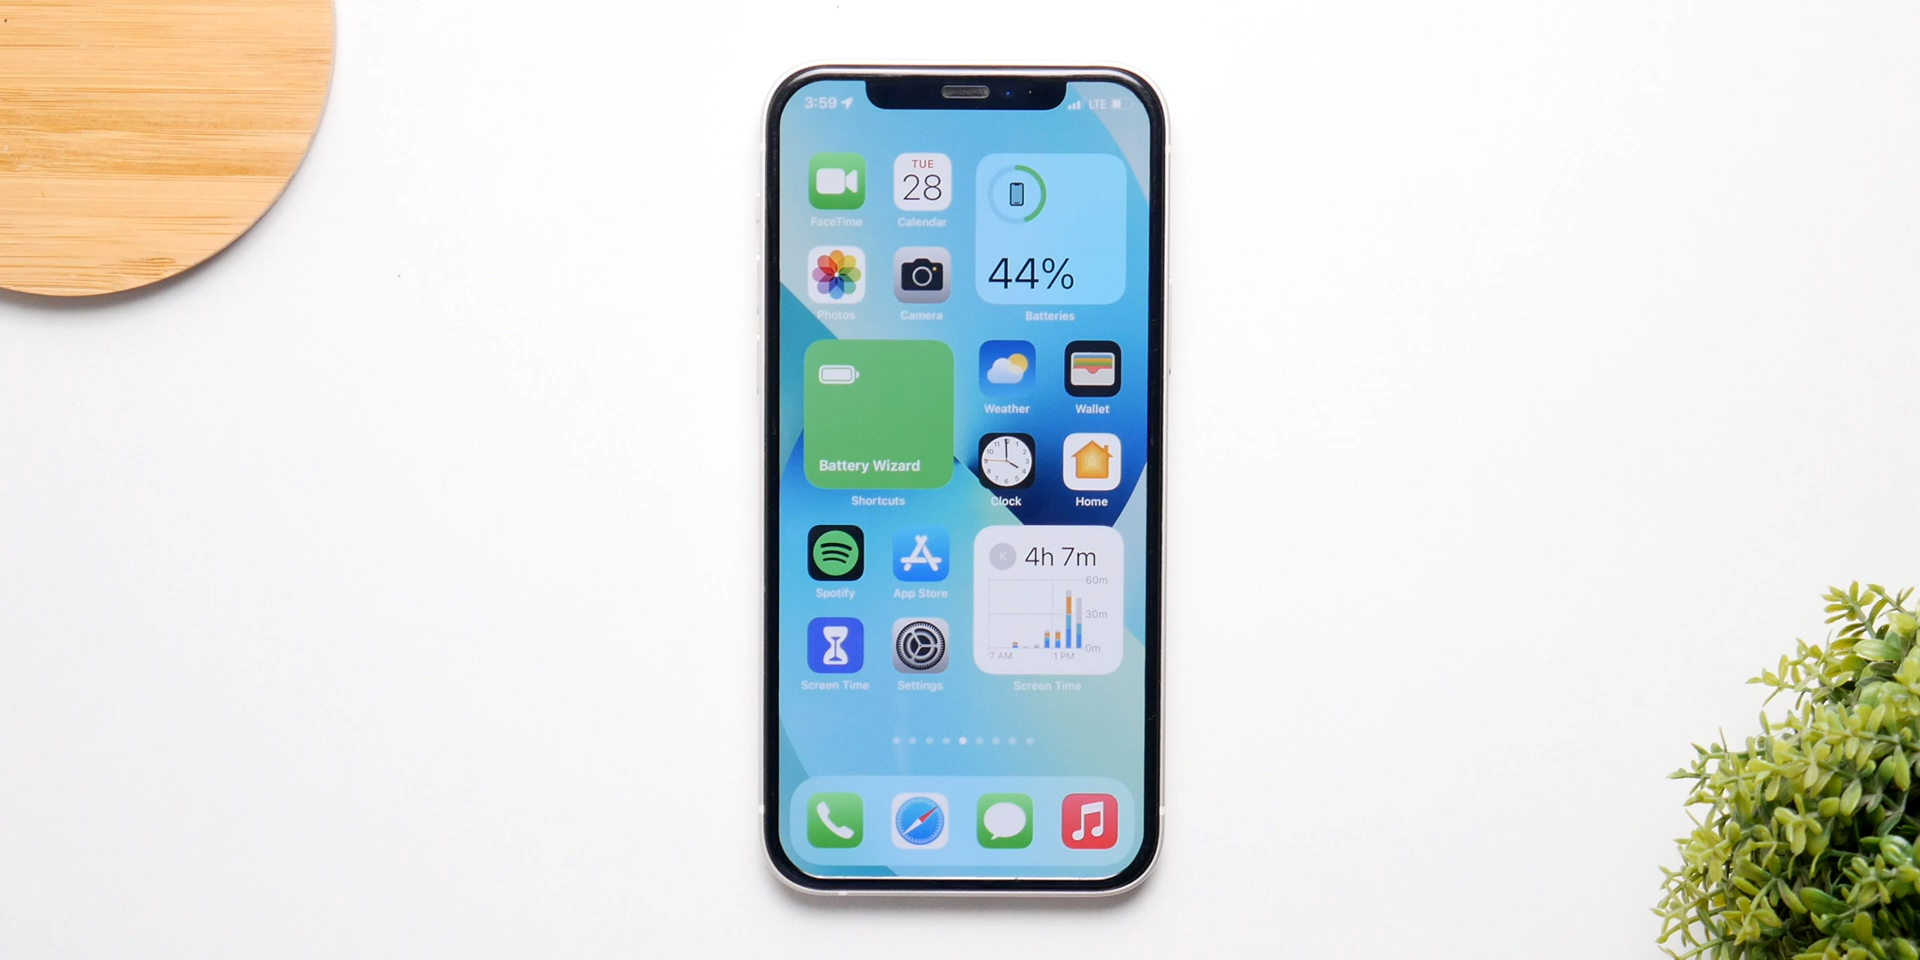 3:59
LTE
FaceTime
TUE
28
Calendar
44%
Batteries
Photos
Camera
Battery Wizard
Shortcuts
Weather
Wallet
Clock
Home
Spotify
App Store
K
4h 7m
60m
30m
0m
7 AM
1 PM
Screen Time
Settings
Screen Time